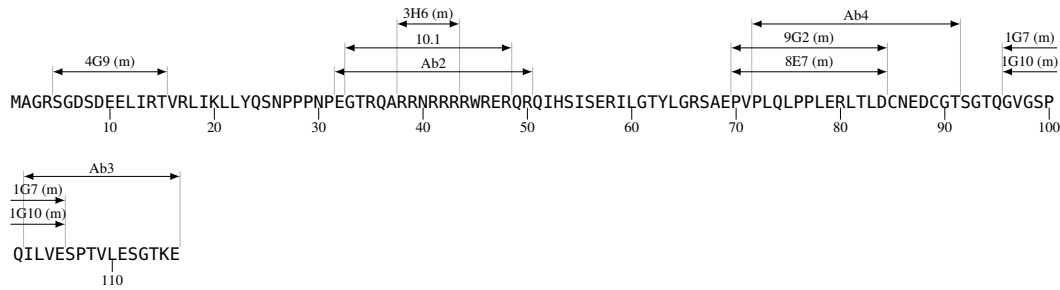 3H6 (m) Ab4
10.1 9G2 (m) 1G7 (m)
4G9 (m) Ab2 8E7 (m) 1G10 (m)
MAGRSGDSDEELIRTVRLIKLLYQSNPPPNPEGTRQARRNRRRRWRERQRQIHSISERILGTYLGRSAEPVPLQLPPLERLTLDCNEDCGTSGTQGVGSP
10 20 30 40 50 60 70 80 90 100
Ab3
1G7 (m)
1G10 (m)
QILVESPTVLESGTKE
110